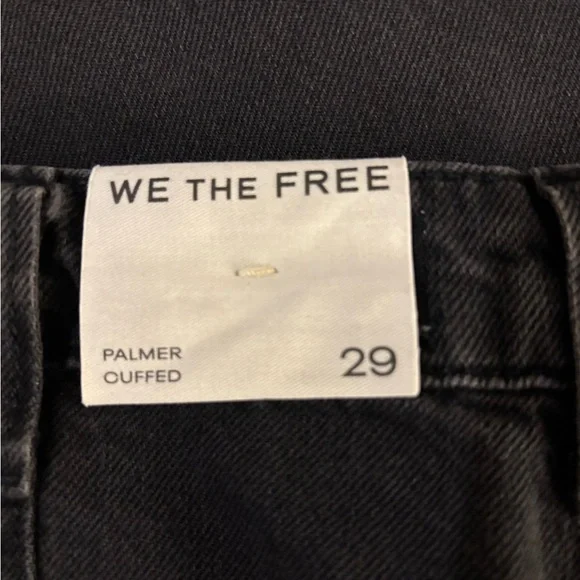 WE THE FREE
PALMER
CUFFED
29